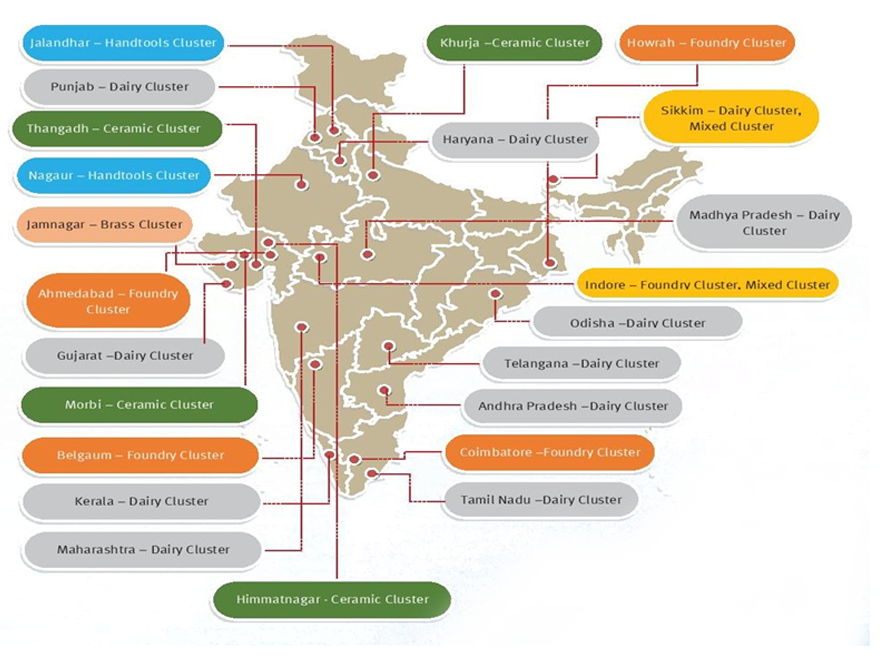 Jalandhar – Handtools Cluster
Punjab – Dairy Cluster
Thangadh – Ceramic Cluster
Nagaur – Handtools Cluster
Jamnagar – Brass Cluster
Ahmedabad – Foundry
Cluster
Gujarat –Dairy Cluster
Morbi – Ceramic Cluster
Belgaum – Foundry Cluster
Kerala – Dairy Cluster
Maharashtra – Dairy Cluster
Himmatnagar - Ceramic Cluster
Khurja –Ceramic Cluster
Howrah – Foundry Cluster
Sikkim – Dairy Cluster,
Mixed Cluster
Haryana – Dairy Cluster
Madhya Pradesh – Dairy
Cluster
Indore – Foundry Cluster, Mixed Cluster
Odisha –Dairy Cluster
Telangana –Dairy Cluster
Andhra Pradesh –Dairy Cluster
Coimbatore –Foundry Cluster
Tamil Nadu –Dairy Cluster